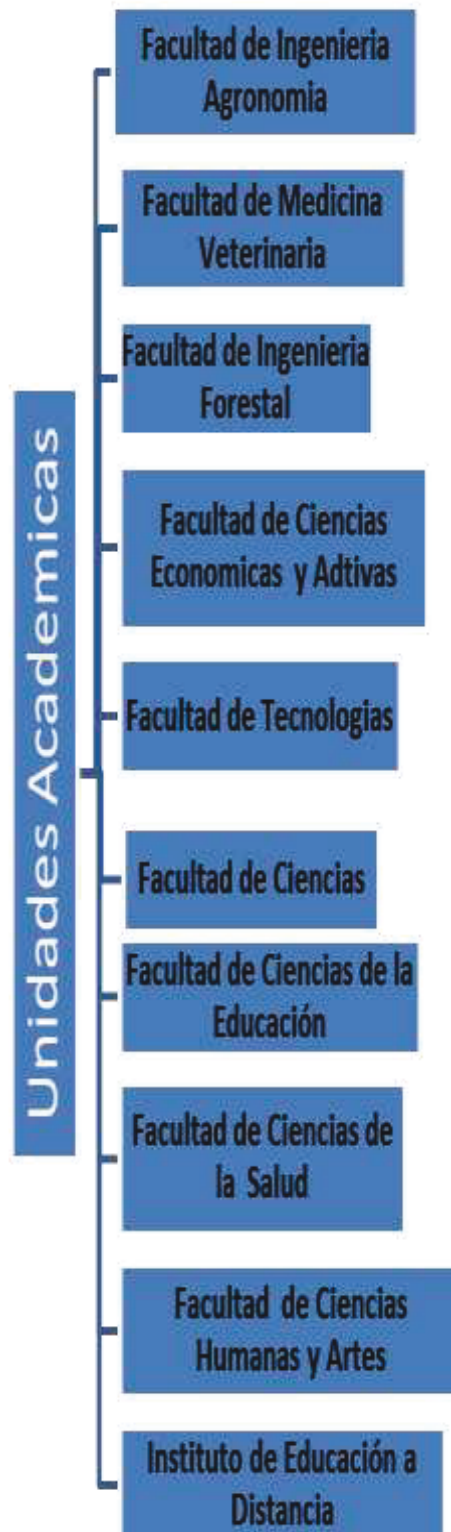 Unidades Academicas
Facultad de Ingenieria
Agronomia
Facultad de Medicina
Veterinaria
Facultad de Ingenieria
Forestal
Facultad de Ciencias
Economicas y Adtivas
Facultad de Tecnologias
Facultad de Ciencias
Facultad de Ciencias de la
Educación
Facultad de Ciencias de
la Salud
Facultad de Ciencias
Humanas y Artes
Instituto de Educación a
Distancia